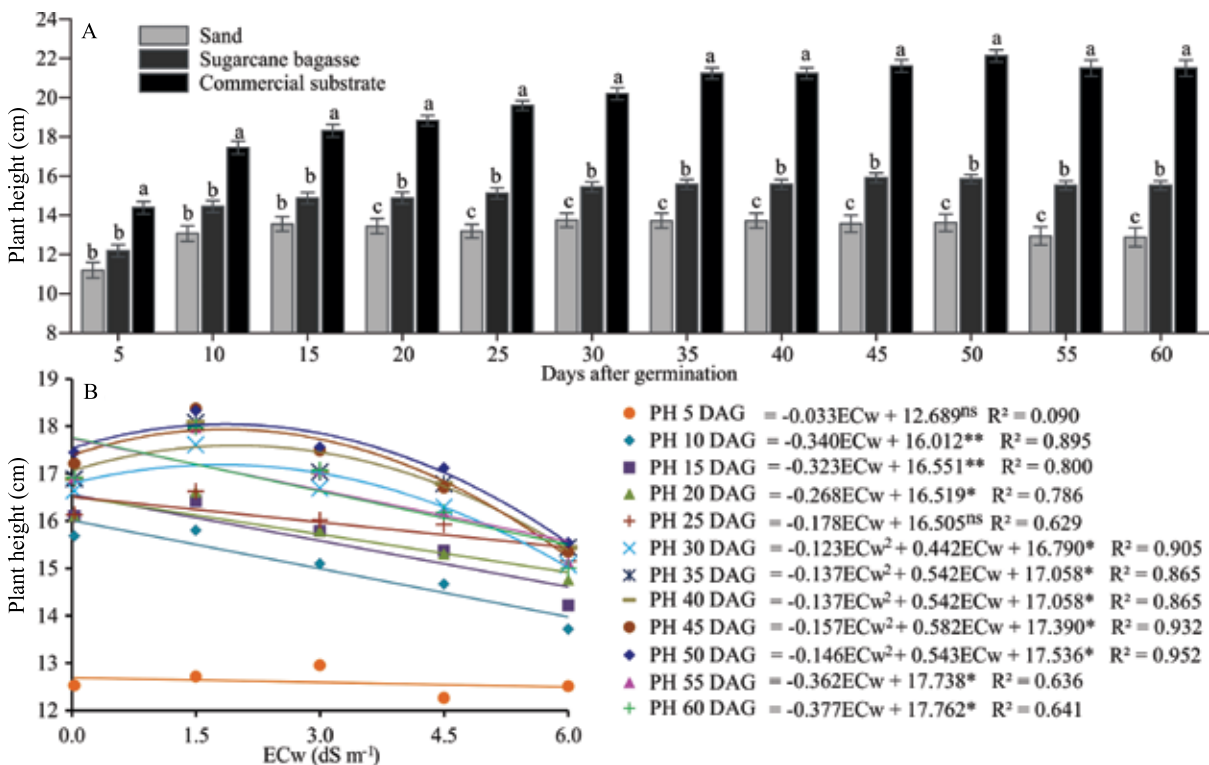 A
Sand
Sugarcane bagasse
Commercial substrate
Plant height (cm)
24
22
20
18
16
14
12
10
8
b b a
b b a
b b a
c b a
c b a
c b a
c b a
c b a
c b a
c b a
c b a
c b a
5 10 15 20 25 30 35 40 45 50 55 60
Days after germination
B
Plant height (cm)
19
18
17
16
15
14
13
12
0.0 1.5 3.0 4.5 6.0
ECw (dS m⁻¹)
PH 5 DAG = -0.033ECw + 12.689ⁿˢ R² = 0.090
PH 10 DAG = -0.340ECw + 16.012** R² = 0.895
PH 15 DAG = -0.323ECw + 16.551** R² = 0.800
PH 20 DAG = -0.268ECw + 16.519* R² = 0.786
PH 25 DAG = -0.178ECw + 16.505ⁿˢ R² = 0.629
PH 30 DAG = -0.123ECw² + 0.442ECw + 16.790* R² = 0.905
PH 35 DAG = -0.137ECw² + 0.542ECw + 17.058* R² = 0.865
PH 40 DAG = -0.137ECw² + 0.542ECw + 17.058* R² = 0.865
PH 45 DAG = -0.157ECw² + 0.582ECw + 17.390* R² = 0.932
PH 50 DAG = -0.146ECw² + 0.543ECw + 17.536* R² = 0.952
PH 55 DAG = -0.362ECw + 17.738* R² = 0.636
PH 60 DAG = -0.377ECw + 17.762* R² = 0.641